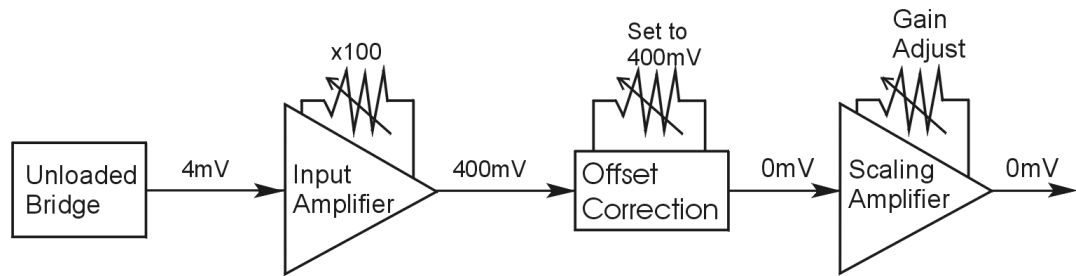 x100
Set to
400mV
Gain
Adjust
Unloaded
Bridge
4mV
Input
Amplifier
400mV
Offset
Correction
0mV
Scaling
Amplifier
0mV